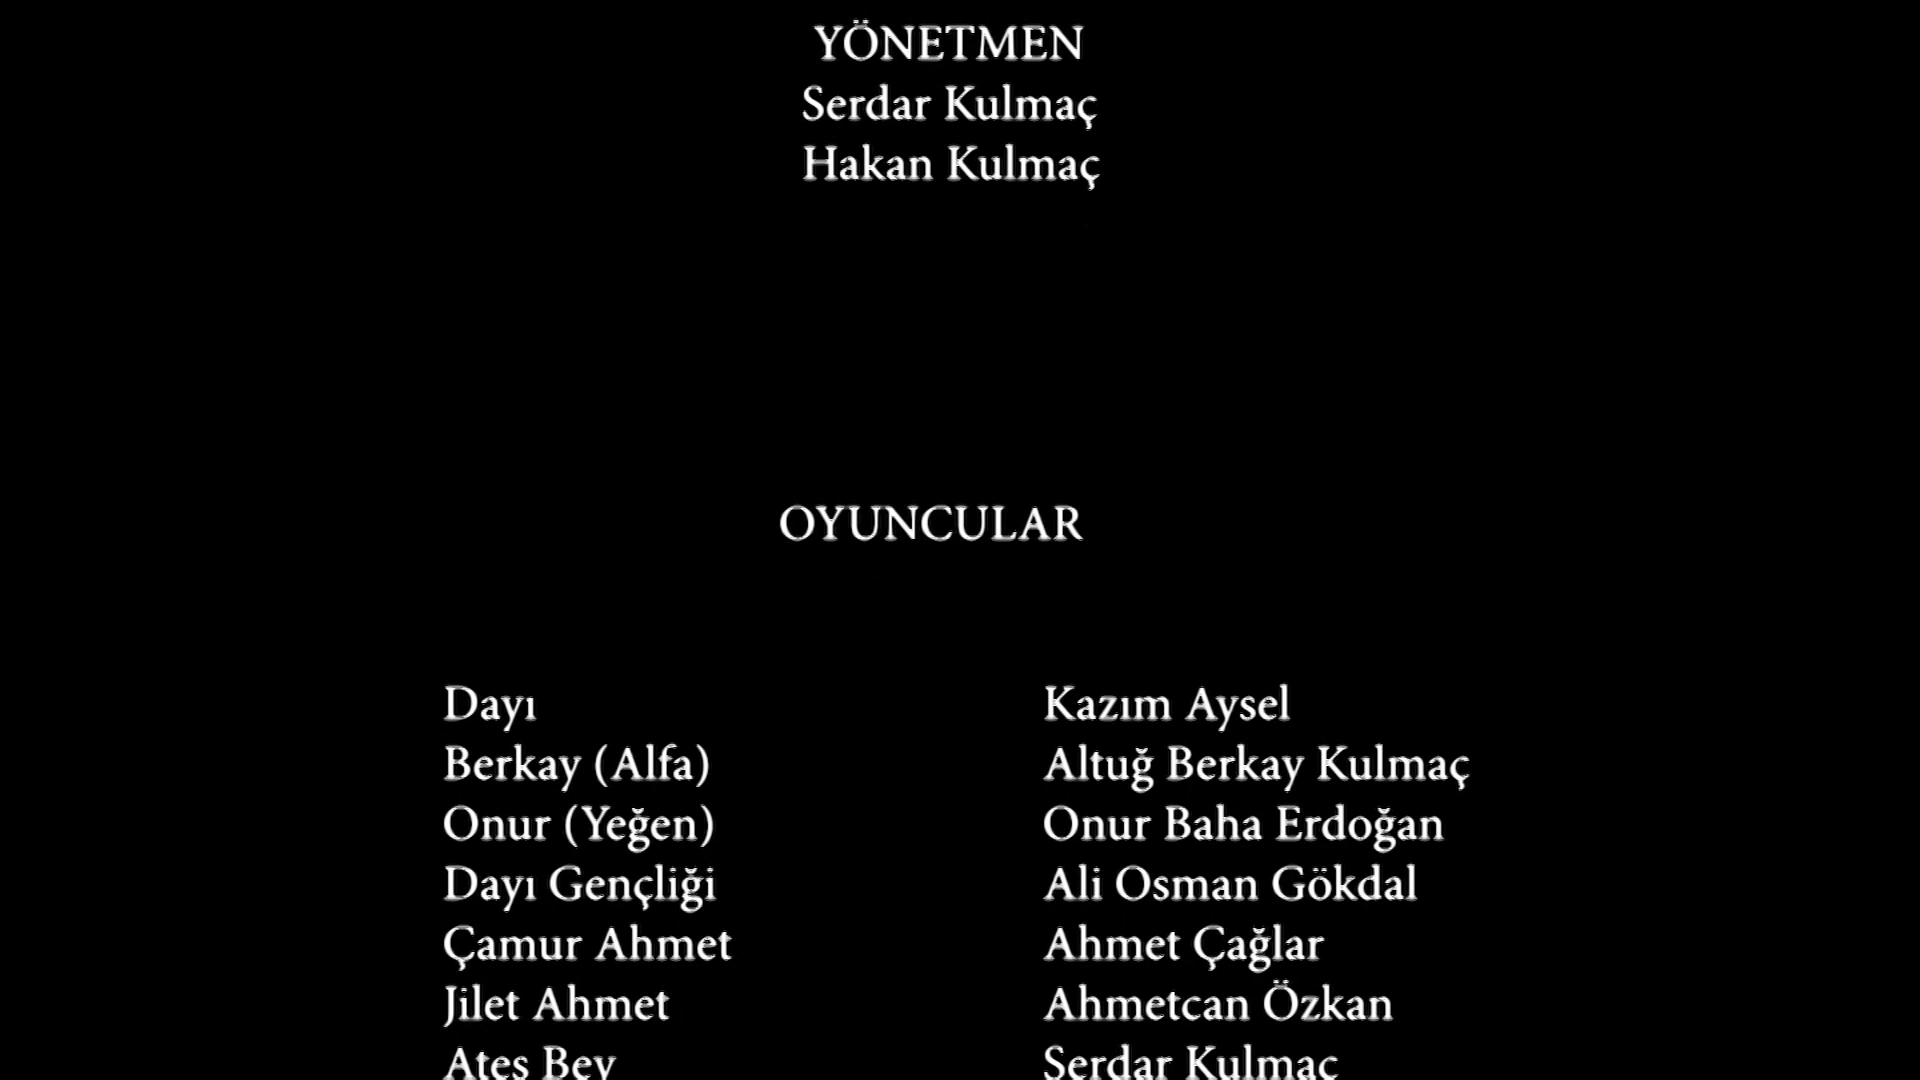 YÖNETMEN
Serdar Kulmaç
Hakan Kulmaç
OYUNCULAR
Dayı Kazım Aysel
Berkay (Alfa) Altuğ Berkay Kulmaç
Onur (Yeğen) Onur Baha Erdoğan
Dayı Gençliği Ali Osman Gökdal
Çamur Ahmet Ahmet Çağlar
Jilet Ahmet Ahmetcan Özkan
Ateş Bey Serdar Kulmaç